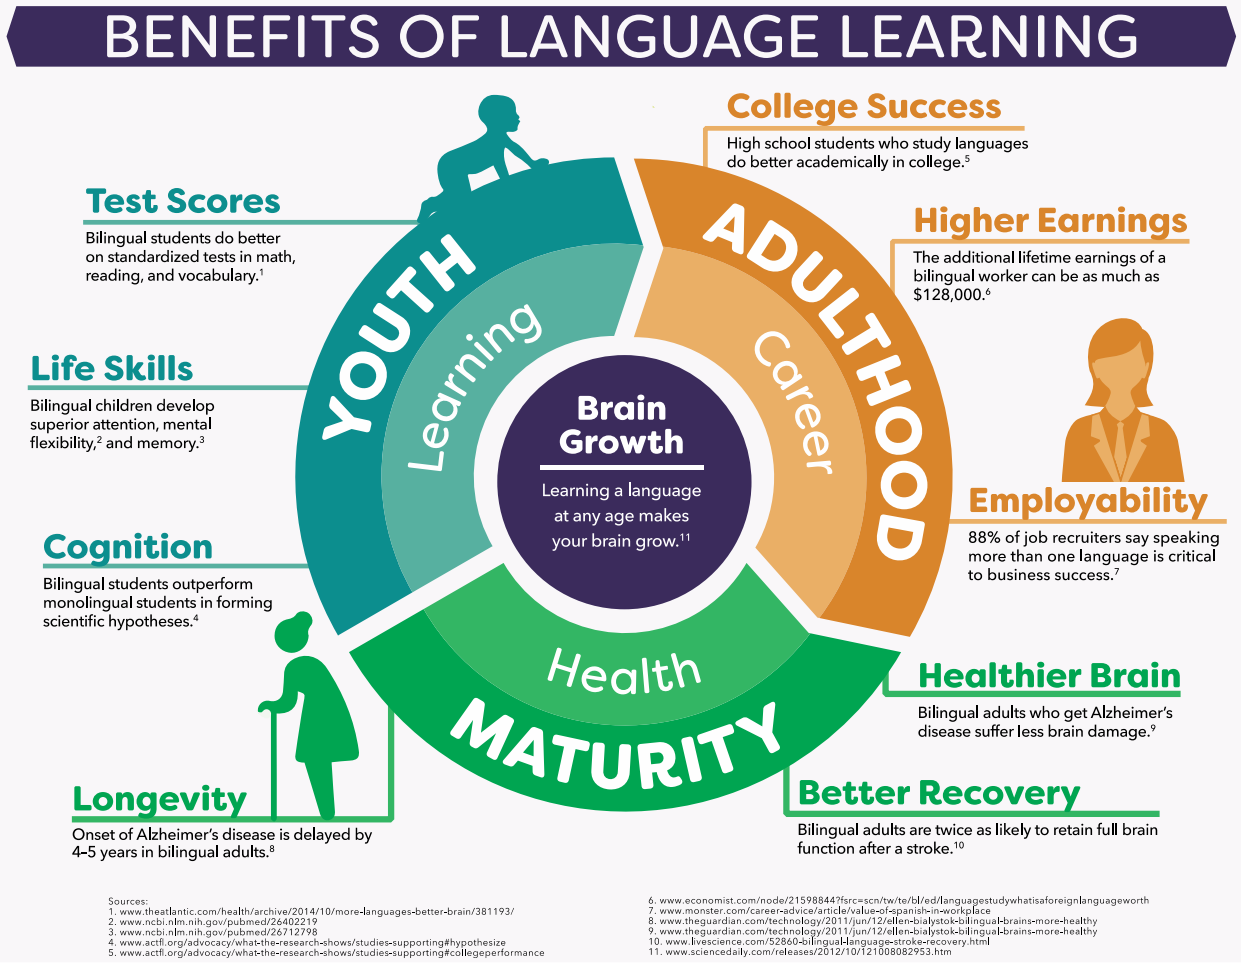 BENEFITS OF LANGUAGE LEARNING
Test Scores
Bilingual students do better
on standardized tests in math,
reading, and vocabulary.¹
Life Skills
Bilingual children develop
superior attention, mental
flexibility,² and memory.³
Cognition
Bilingual students outperform
monolingual students in forming
scientific hypotheses.⁴
YOUTH
Learning
College Success
High school students who study languages
do better academically in college.⁵
Higher Earnings
The additional lifetime earnings of a
bilingual worker can be as much as
$128,000.⁶
Employability
88% of job recruiters say speaking
more than one language is critical
to business success.⁷
ADULTHOOD
Career
Brain
Growth
Learning a language
at any age makes
your brain grow.¹¹
Health
MATURITY
Healthier Brain
Bilingual adults who get Alzheimer's
disease suffer less brain damage.⁹
Better Recovery
Bilingual adults are twice as likely to retain full brain
function after a stroke.¹⁰
Longevity
Onset of Alzheimer's disease is delayed by
4–5 years in bilingual adults.⁸
Sources:
1. www.theatlantic.com/health/archive/2014/10/more-languages-better-brain/381193/
2. www.ncbi.nlm.nih.gov/pubmed/26402219
3. www.ncbi.nlm.nih.gov/pubmed/26712798
4. www.actfl.org/advocacy/what-the-research-shows/studies-supporting#hypothesize
5. www.actfl.org/advocacy/what-the-research-shows/studies-supporting#collegeperformance
6. www.economist.com/node/21598844?fsrc=scn/tw/te/bl/ed/languagestudywhatisaforeignlanguageworth
7. www.monster.com/career-advice/article/value-of-spanish-in-workplace
8. www.theguardian.com/technology/2011/jun/12/ellen-bialystok-bilingual-brains-more-healthy
9. www.theguardian.com/technology/2011/jun/12/ellen-bialystok-bilingual-brains-more-healthy
10. www.livescience.com/52860-bilingual-language-stroke-recovery.html
11. www.sciencedaily.com/releases/2012/10/121008082953.htm